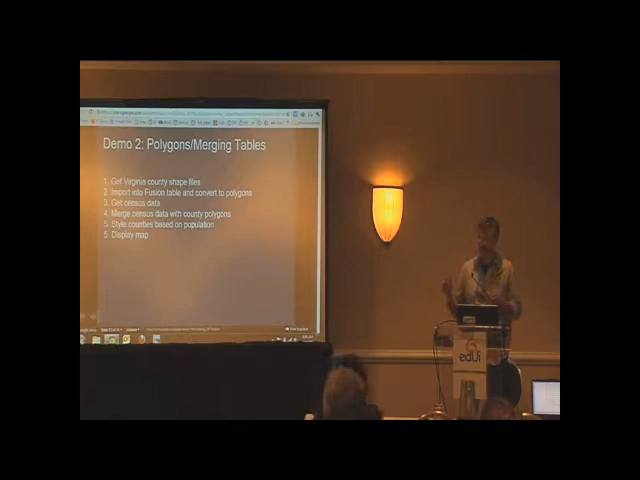 Demo 2: Polygons/Merging Tables
1. Get Virginia county shape files
2. Import into Fusion table and convert to polygons
3. Get census data
4. Merge census data with county polygons
5. Style counties based on population
5. Display map
edUi